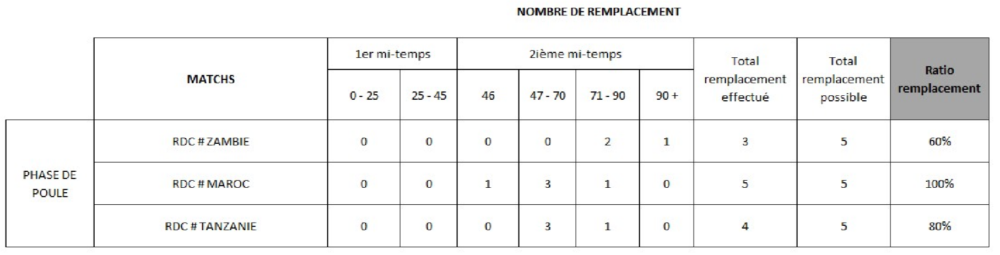 NOMBRE DE REMPLACEMENT
MATCHS
1er mi-temps
2ième mi-temps
Total
remplacement
effectué
Total
remplacement
possible
Ratio
remplacement
0 - 25
25 - 45
46
47 - 70
71 - 90
90 +
PHASE DE
POULE
RDC # ZAMBIE 0 0 0 0 2 1 3 5 60%
RDC # MAROC 0 0 1 3 1 0 5 5 100%
RDC # TANZANIE 0 0 0 3 1 0 4 5 80%